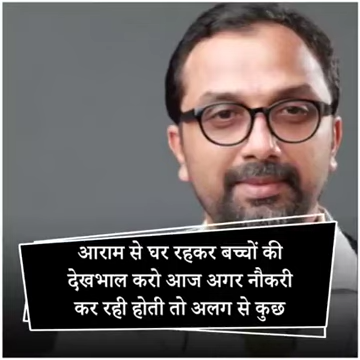 आराम से घर रहकर बच्चों की
देखभाल करो आज अगर नौकरी
कर रही होती तो अलग से कुछ